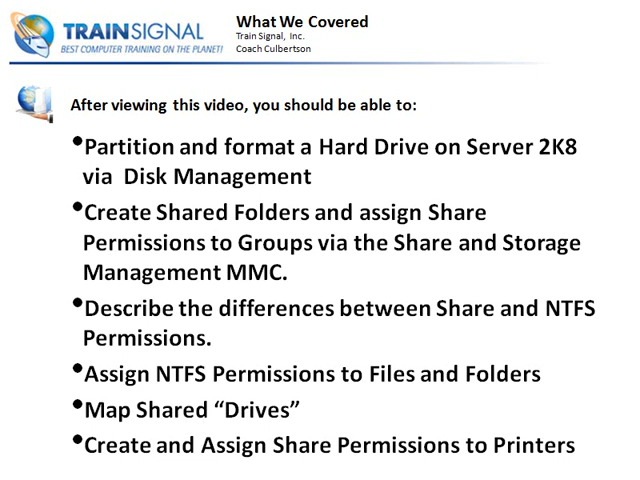 TRAINSIGNAL
BEST COMPUTER TRAINING ON THE PLANET!
What We Covered
Train Signal, Inc.
Coach Culbertson
After viewing this video, you should be able to:
•Partition and format a Hard Drive on Server 2K8
via Disk Management
•Create Shared Folders and assign Share
Permissions to Groups via the Share and Storage
Management MMC.
•Describe the differences between Share and NTFS
Permissions.
•Assign NTFS Permissions to Files and Folders
•Map Shared “Drives”
•Create and Assign Share Permissions to Printers